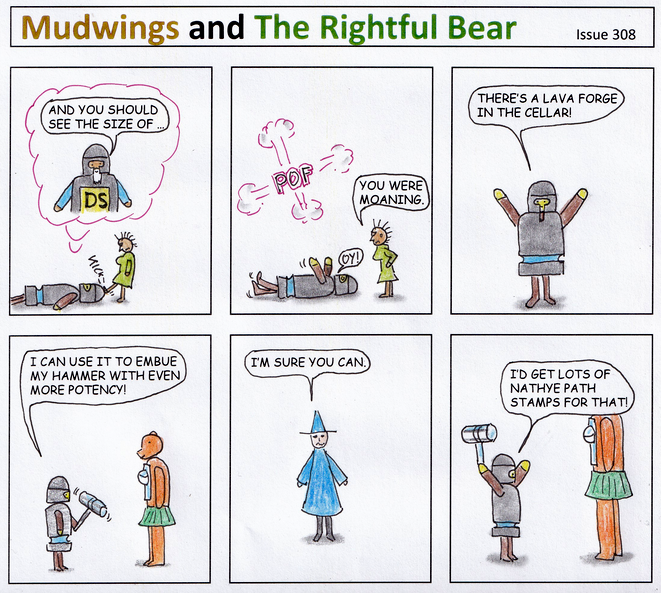 Mudwings and The Rightful Bear
Issue 308
AND YOU SHOULD
SEE THE SIZE OF ...
DS
KICK!
POF
YOU WERE
MOANING.
OY!
THERE'S A LAVA FORGE
IN THE CELLAR!
I CAN USE IT TO EMBUE
MY HAMMER WITH EVEN
MORE POTENCY!
I'M SURE YOU CAN.
I'D GET LOTS OF
NATHYE PATH
STAMPS FOR THAT!